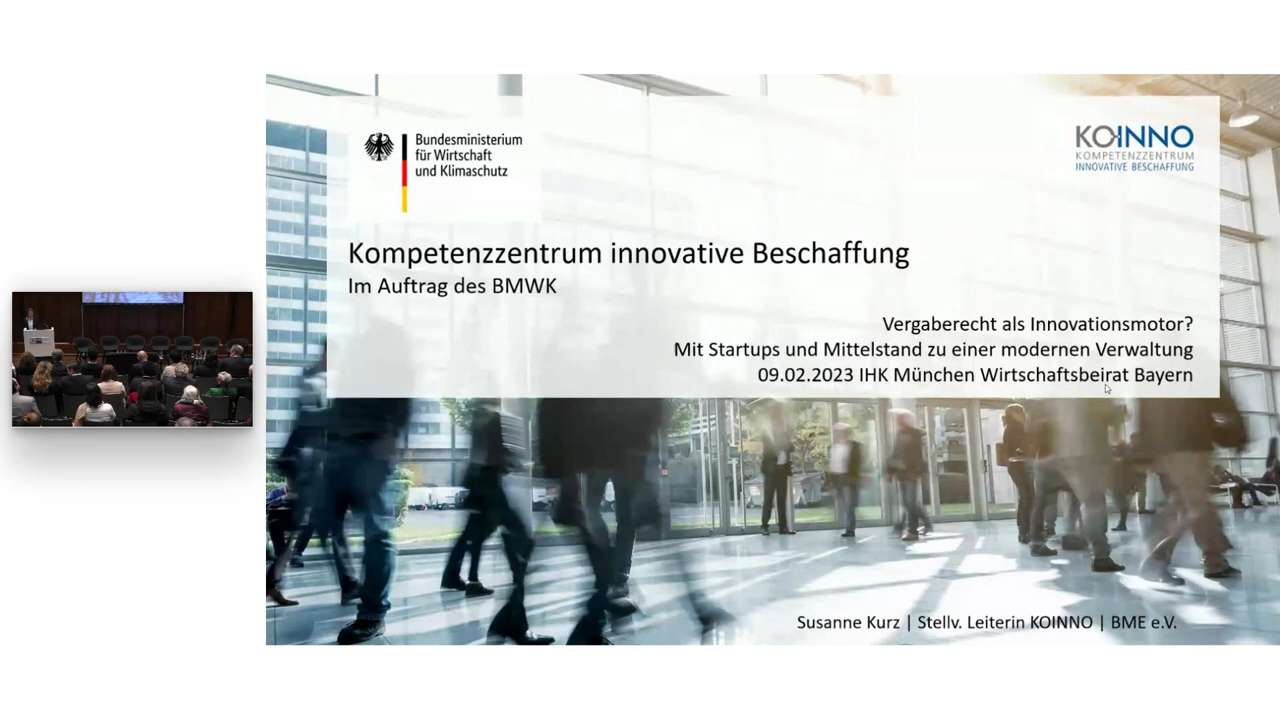 Bundesministerium
für Wirtschaft
und Klimaschutz
KOINNO
KOMPETENZZENTRUM
INNOVATIVE BESCHAFFUNG
Kompetenzzentrum innovative Beschaffung
Im Auftrag des BMWK
Vergaberecht als Innovationsmotor?
Mit Startups und Mittelstand zu einer modernen Verwaltung
09.02.2023 IHK München Wirtschaftsbeirat Bayern
Susanne Kurz | Stellv. Leiterin KOINNO | BME e.V.